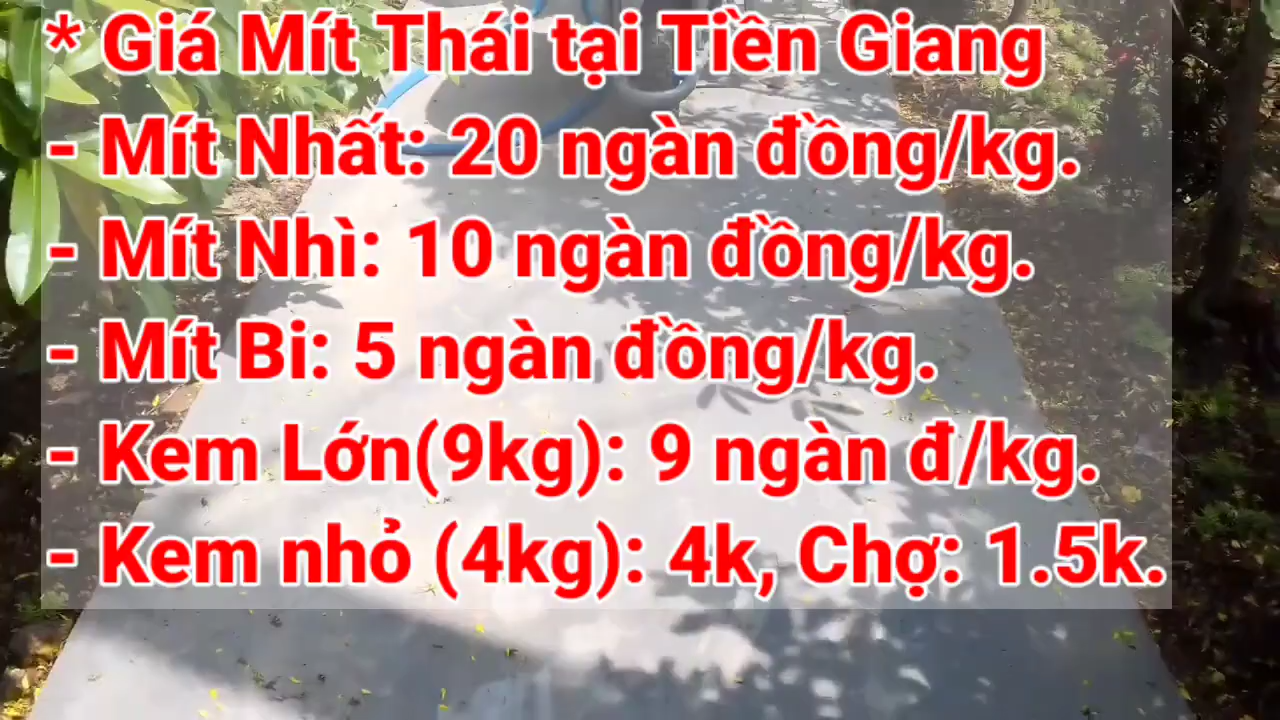 * Giá Mít Thái tại Tiền Giang
- Mít Nhất: 20 ngàn đồng/kg.
- Mít Nhì: 10 ngàn đồng/kg.
- Mít Bi: 5 ngàn đồng/kg.
- Kem Lớn(9kg): 9 ngàn đ/kg.
- Kem nhỏ (4kg): 4k, Chợ: 1.5k.